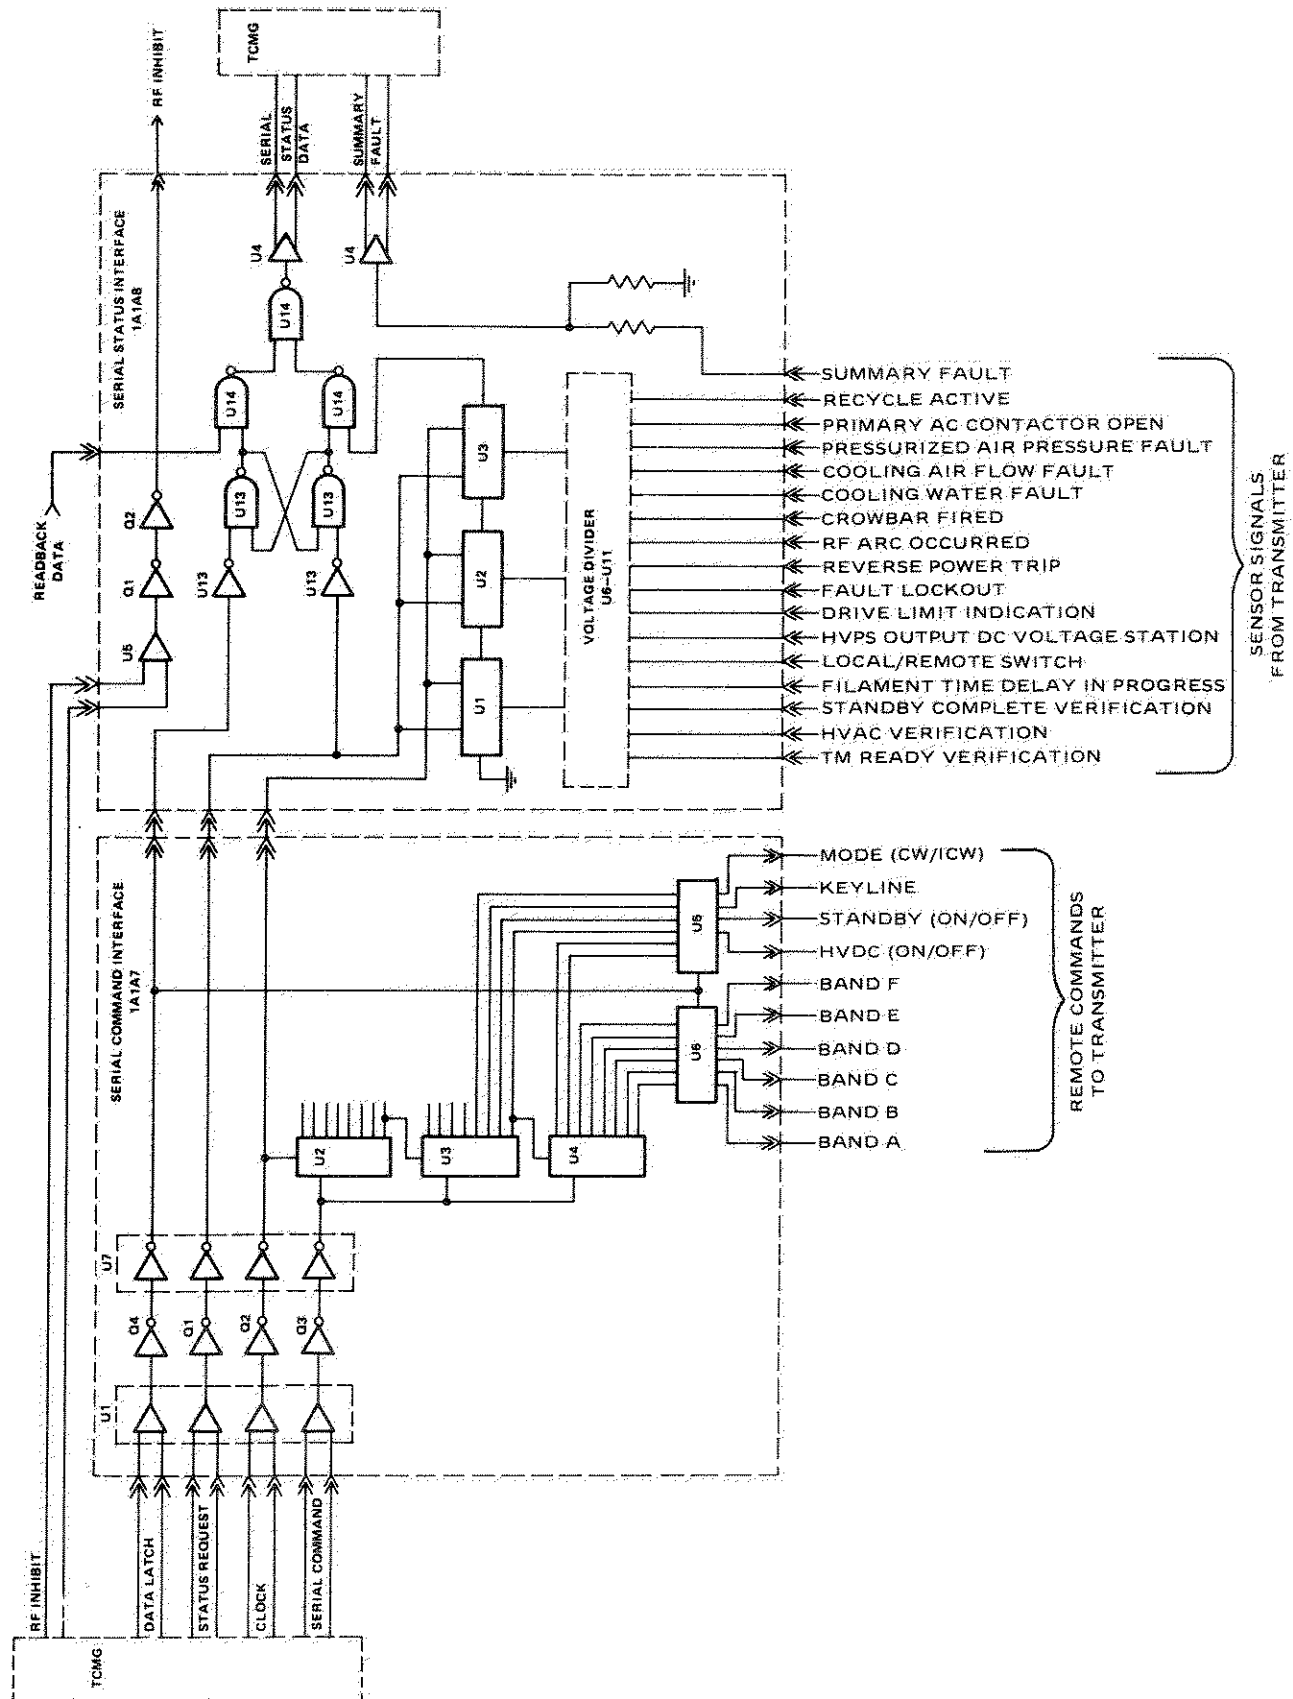 TCMG
RF INHIBIT
SERIAL
STATUS
DATA
SUMMARY
FAULT
SERIAL STATUS INTERFACE
1A1A8
U4
U4
U14
U14
U14
U13
U13
U13
U13
READBACK
DATA
Q2
Q1
U5
U3
U2
U1
VOLTAGE DIVIDER
U6–U11
SUMMARY FAULT
RECYCLE ACTIVE
PRIMARY AC CONTACTOR OPEN
PRESSURIZED AIR PRESSURE FAULT
COOLING AIR FLOW FAULT
COOLING WATER FAULT
CROWBAR FIRED
RF ARC OCCURRED
REVERSE POWER TRIP
FAULT LOCKOUT
DRIVE LIMIT INDICATION
HVPS OUTPUT DC VOLTAGE STATION
LOCAL/REMOTE SWITCH
FILAMENT TIME DELAY IN PROGRESS
STANDBY COMPLETE VERIFICATION
HVAC VERIFICATION
TM READY VERIFICATION
SENSOR SIGNALS
FROM TRANSMITTER
SERIAL COMMAND INTERFACE
1A1A7
MODE (CW/ICW)
KEYLINE
STANDBY (ON/OFF)
HVDC (ON/OFF)
BAND F
BAND E
BAND D
BAND C
BAND B
BAND A
REMOTE COMMANDS
TO TRANSMITTER
U5
U6
U2
U3
U4
U7
Q4
Q1
Q2
Q3
U1
RF INHIBIT
DATA LATCH
STATUS REQUEST
CLOCK
SERIAL COMMAND
TCMG